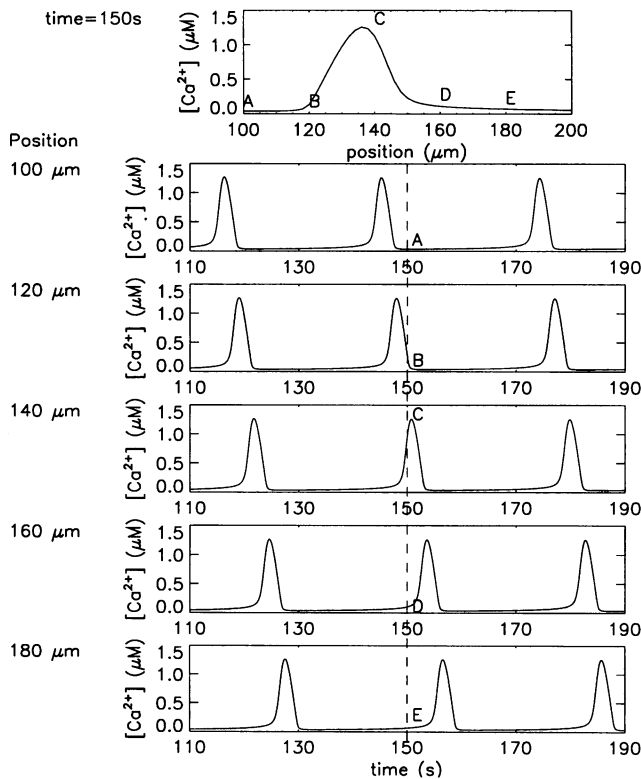 time=150s
[Ca²⁺] (μM)
1.5
1.0
0.5
0.0
A B C D E
100 120 140 160 180 200
position (μm)
Position
100 μm
[Ca²⁺] (μM)
1.5
1.0
0.5
0.0
A
110 130 150 170 190
120 μm
[Ca²⁺] (μM)
1.5
1.0
0.5
0.0
B
110 130 150 170 190
140 μm
[Ca²⁺] (μM)
1.5
1.0
0.5
0.0
C
110 130 150 170 190
160 μm
[Ca²⁺] (μM)
1.5
1.0
0.5
0.0
D
110 130 150 170 190
180 μm
[Ca²⁺] (μM)
1.5
1.0
0.5
0.0
E
110 130 150 170 190
time (s)